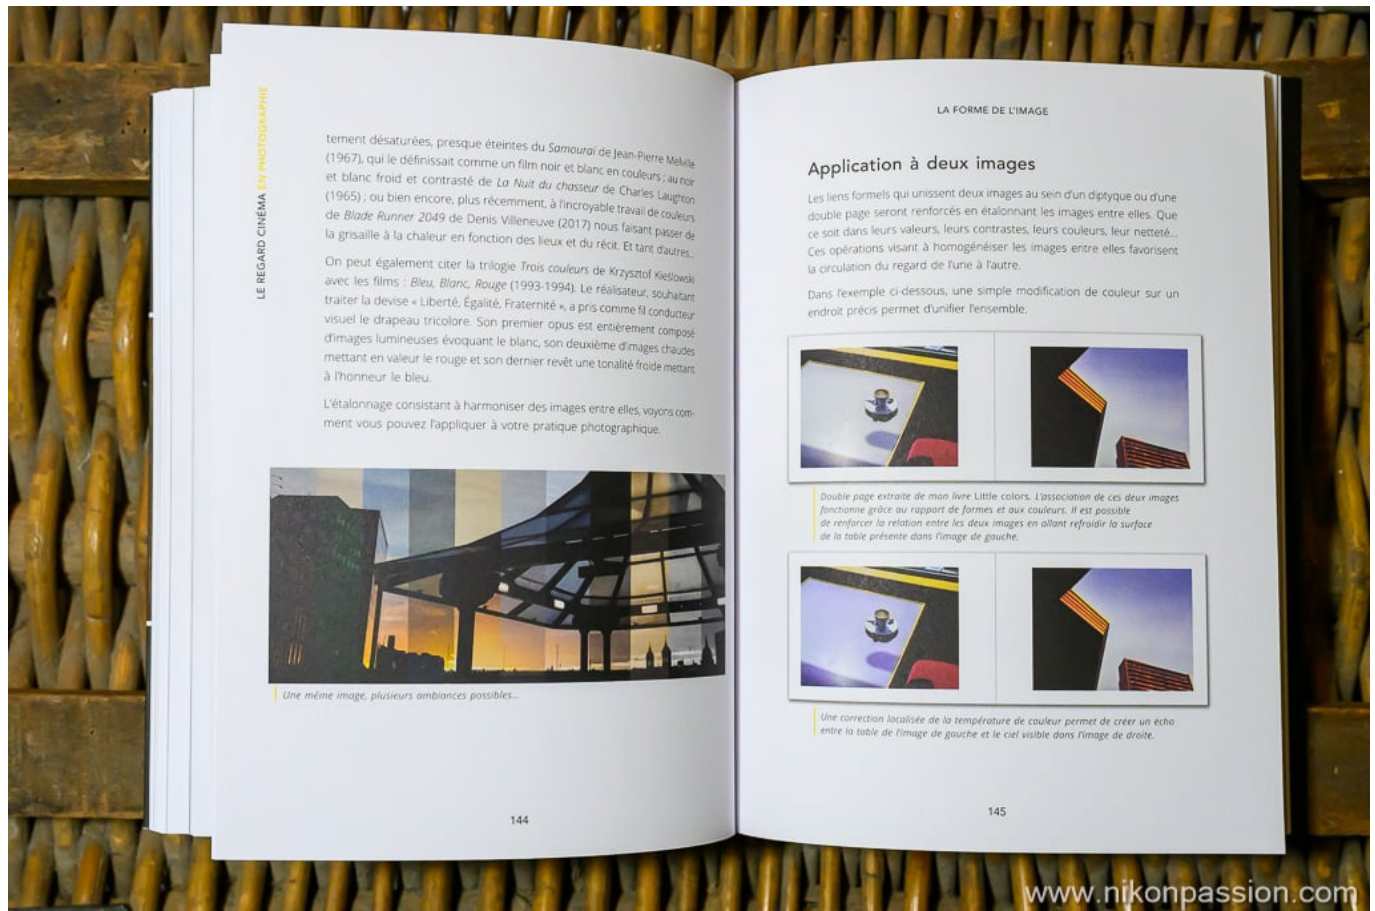 LE REGARD CINÉMA EN PHOTOGRAPHIE
tement désaturées, presque éteintes du Samouraï de Jean-Pierre Melville
(1967), qui le définissait comme un film noir et blanc en couleurs ; au noir
et blanc froid et contrasté de La Nuit du chasseur de Charles Laughton
(1965) ; ou bien encore, plus récemment, à l'incroyable travail de couleurs
de Blade Runner 2049 de Denis Villeneuve (2017) nous faisant passer de
la grisaille à la chaleur en fonction des lieux et du récit. Et tant d'autres...
On peut également citer la trilogie Trois couleurs de Krzysztof Kieślowski
avec les films : Bleu, Blanc, Rouge (1993-1994). Le réalisateur, souhaitant
traiter la devise « Liberté, Égalité, Fraternité », a pris comme fil conducteur
visuel le drapeau tricolore. Son premier opus est entièrement composé
d'images lumineuses évoquant le blanc, son deuxième d'images chaudes
mettant en valeur le rouge et son dernier revêt une tonalité froide mettant
à l'honneur le bleu.
L'étalonnage consistant à harmoniser des images entre elles, voyons com-
ment vous pouvez l'appliquer à votre pratique photographique.
Une même image, plusieurs ambiances possibles...
144
LA FORME DE L'IMAGE
Application à deux images
Les liens formels qui unissent deux images au sein d'un diptyque ou d'une
double page seront renforcés en étalonnant les images entre elles. Que
ce soit dans leurs valeurs, leurs contrastes, leurs couleurs, leur netteté...
Ces opérations visant à homogénéiser les images entre elles favorisent
la circulation du regard de l'une à l'autre.
Dans l'exemple ci-dessous, une simple modification de couleur sur un
endroit précis permet d'unifier l'ensemble.
Double page extraite de mon livre Little colors. L'association de ces deux images
fonctionne grâce au rapport de formes et aux couleurs. Il est possible
de renforcer la relation entre les deux images en allant refroidir la surface
de la table présente dans l'image de gauche.
Une correction localisée de la température de couleur permet de créer un écho
entre la table de l'image de gauche et le ciel visible dans l'image de droite.
145
www.nikonpassion.com